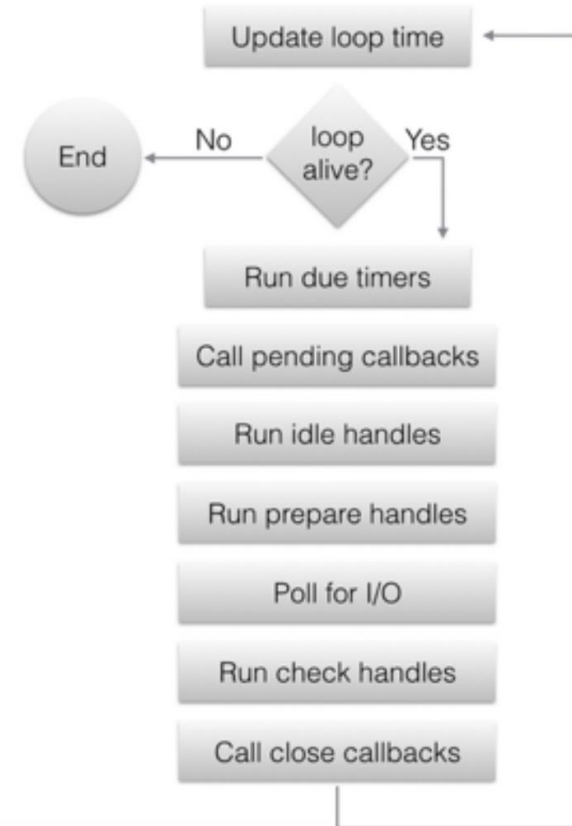 Update loop time
No
loop
Yes
End
alive?
Run due timers
Call pending callbacks
Run idle handles
Run prepare handles
Poll for I/O
Run check handles
Call close callbacks